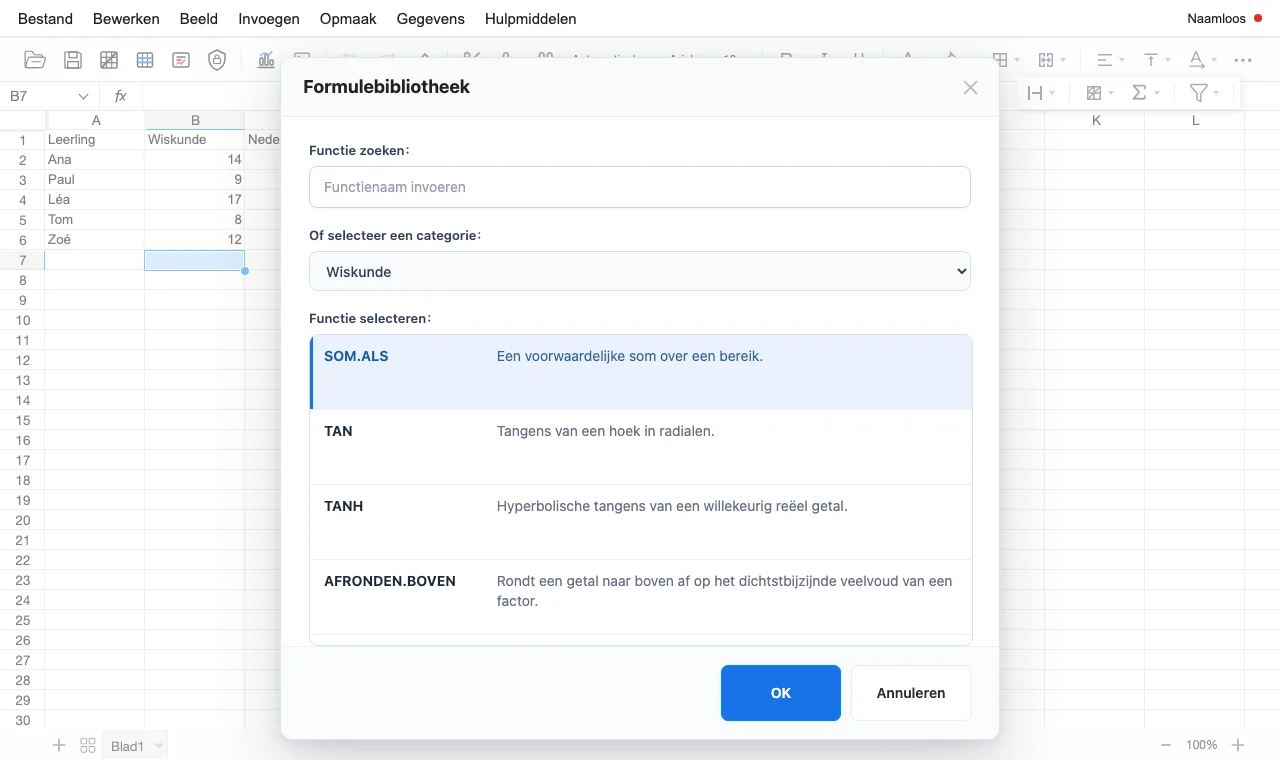 Bestand Bewerken Beeld Invoegen Opmaak Gegevens Hulpmiddelen Naamloos
B7 fx
Formulebibliotheek
A B K L
1 Leerling Wiskunde Nede
2 Ana 14
3 Paul 9
4 Léa 17
5 Tom 8
6 Zoé 12
7
8
9
10
11
12
13
14
15
16
17
18
19
20
21
22
23
24
25
26
27
28
29
30
Functie zoeken:
Functienaam invoeren
Of selecteer een categorie:
Wiskunde
Functie selecteren:
SOM.ALS Een voorwaardelijke som over een bereik.
TAN Tangens van een hoek in radialen.
TANH Hyperbolische tangens van een willekeurig reëel getal.
AFRONDEN.BOVEN Rondt een getal naar boven af op het dichtstbijzijnde veelvoud van een
factor.
OK Annuleren
Blad1 100%